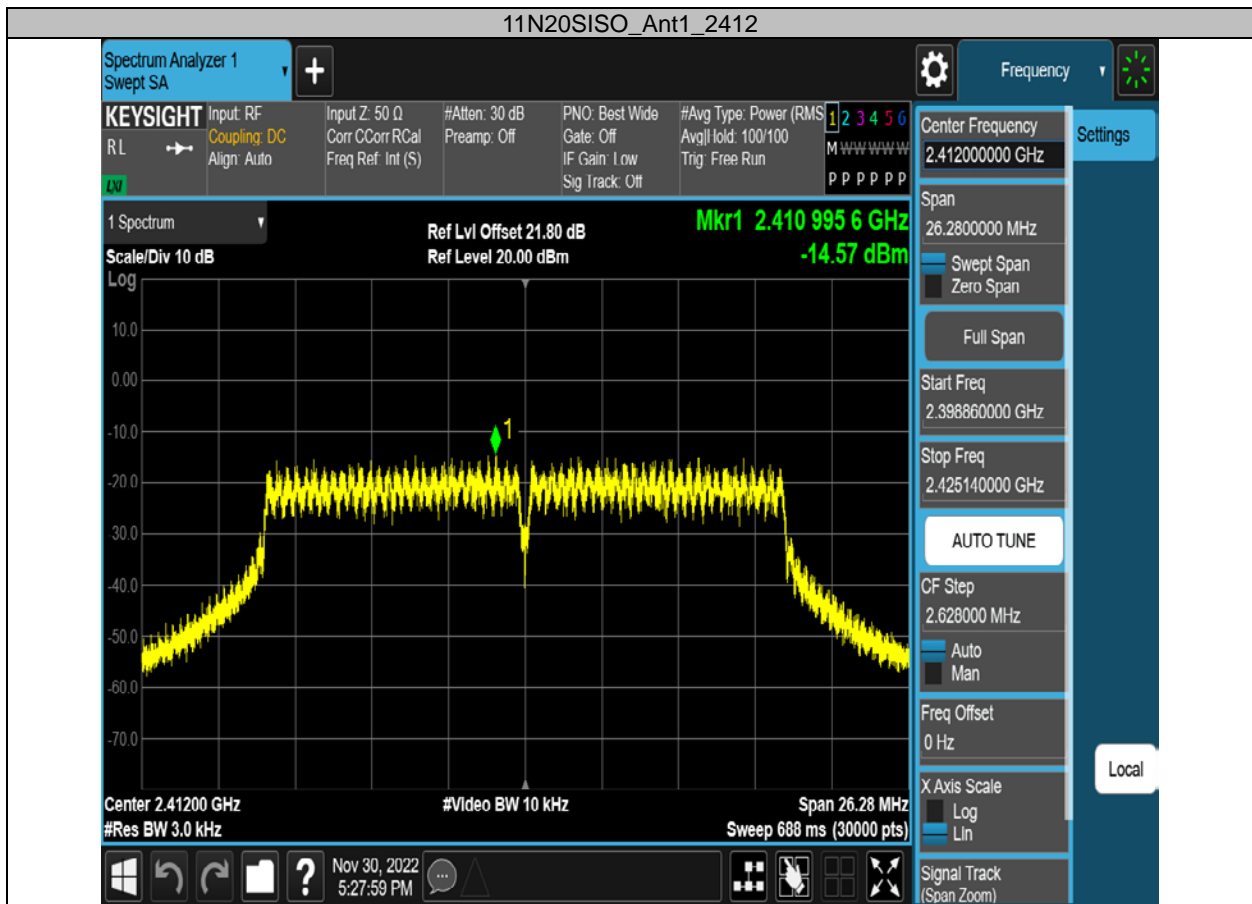 11N20SISO_Ant1_2412
Spectrum Analyzer 1
Swept SA
Frequency
KEYSIGHT
RL
LXI
Input: RF
Coupling: DC
Align: Auto
Input Z: 50 Ω
Corr CCorr RCal
Freq Ref: Int (S)
#Atten: 30 dB
Preamp: Off
PNO: Best Wide
Gate: Off
IF Gain: Low
Sig Track: Off
#Avg Type: Power (RMS
Avg|Hold: 100/100
Trig: Free Run
1 2 3 4 5 6
M W W W W W
P P P P P P
1 Spectrum
Scale/Div 10 dB
Log
Ref Lvl Offset 21.80 dB
Ref Level 20.00 dBm
Mkr1 2.410 995 6 GHz
-14.57 dBm
10.0
0.00
-10.0
-20.0
-30.0
-40.0
-50.0
-60.0
-70.0
1
Center 2.41200 GHz
#Res BW 3.0 kHz
#Video BW 10 kHz
Span 26.28 MHz
Sweep 688 ms (30000 pts)
Nov 30, 2022
5:27:59 PM
Center Frequency
2.412000000 GHz
Span
26.2800000 MHz
Swept Span
Zero Span
Full Span
Start Freq
2.398860000 GHz
Stop Freq
2.425140000 GHz
AUTO TUNE
CF Step
2.628000 MHz
Auto
Man
Freq Offset
0 Hz
X Axis Scale
Log
Lin
Signal Track
(Span Zoom)
Settings
Local